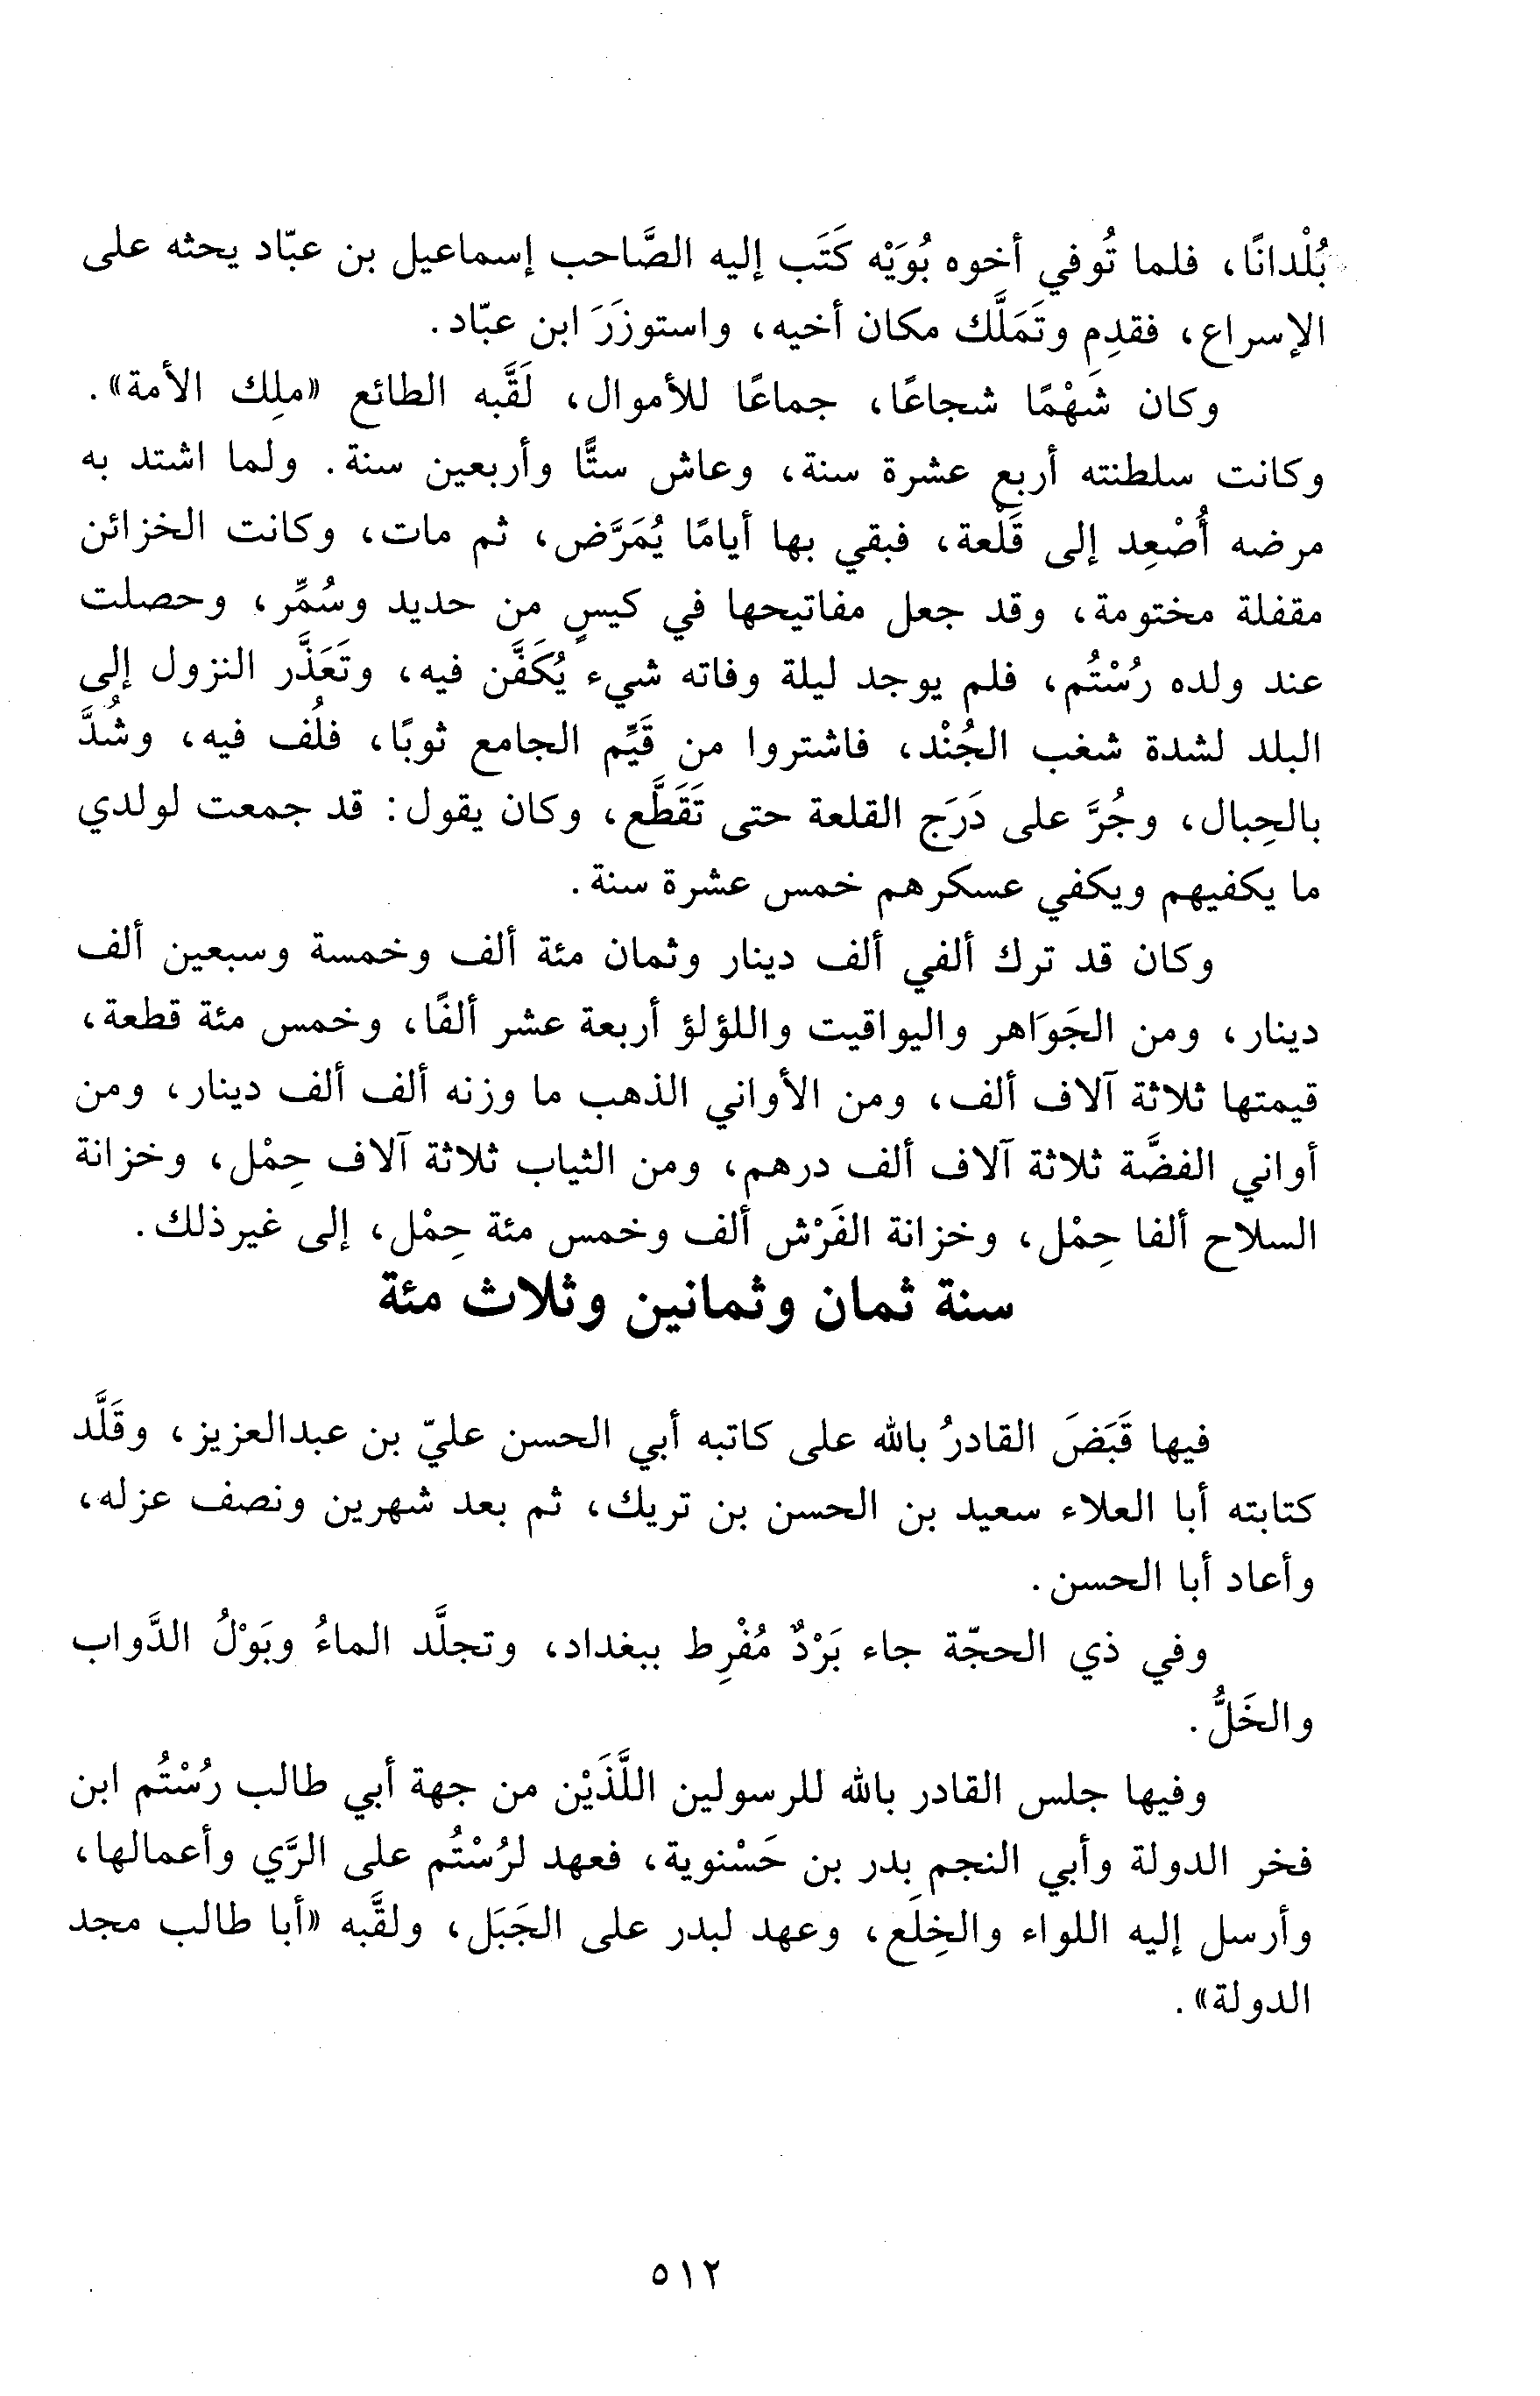 بُلْدانًا، فلما تُوفي أخوه بُوَيْه كَتَب إليه الصَّاحب إسماعيل بن عبّاد يحثه على
الإسراع، فقدِم وتَمَلَّك مكان أخيه، واستوزَرَ ابن عبّاد.
وكان شَهْمًا شجاعًا، جماعًا للأموال، لَقَّبه الطائع «ملِك الأمة».
وكانت سلطنته أربع عشرة سنة، وعاش ستًّا وأربعين سنة. ولما اشتد به
مرضه أُصْعِد إلى قَلْعة، فبقي بها أيامًا يُمَرَّض، ثم مات، وكانت الخزائن
مقفلة مختومة، وقد جعل مفاتيحها في كيسٍ من حديد وسُمِّر، وحصلت
عند ولده رُسْتُم، فلم يوجد ليلة وفاته شيء يُكَفَّن فيه، وتَعَذَّر النزول إلى
البلد لشدة شغب الجُنْد، فاشتروا من قَيِّم الجامع ثوبًا، فلُف فيه، وشُدَّ
بالحِبال، وجُرَّ على دَرَج القلعة حتى تَقَطَّع، وكان يقول: قد جمعت لولدي
ما يكفيهم ويكفي عسكرهم خمس عشرة سنة.
وكان قد ترك ألفي ألف دينار وثمان مئة ألف وخمسة وسبعين ألف
دينار، ومن الجَوَاهر واليواقيت واللؤلؤ أربعة عشر ألفًا، وخمس مئة قطعة،
قيمتها ثلاثة آلاف ألف، ومن الأواني الذهب ما وزنه ألف ألف دينار، ومن
أواني الفضَّة ثلاثة آلاف ألف درهم، ومن الثياب ثلاثة آلاف حِمْل، وخزانة
السلاح ألفا حِمْل، وخزانة الفَرْش ألف وخمس مئة حِمْل، إلى غيرذلك.
سنة ثمان وثمانين وثلاث مئة
فيها قَبَضَ القادرُ بالله على كاتبه أبي الحسن عليّ بن عبدالعزيز، وقَلَّد
كتابته أبا العلاء سعيد بن الحسن بن تريك، ثم بعد شهرين ونصف عزله،
وأعاد أبا الحسن.
وفي ذي الحجّة جاء بَرْدٌ مُفْرِط ببغداد، وتجلَّد الماءُ وبَوْلُ الدَّواب
والخَلُّ.
وفيها جلس القادر بالله للرسولين اللَّذَيْن من جهة أبي طالب رُسْتُم ابن
فخر الدولة وأبي النجم بدر بن حَسْنوية، فعهد لرُسْتُم على الرَّي وأعمالها،
وأرسل إليه اللواء والخِلَع، وعهد لبدر على الجَبَل، ولقَّبه «أبا طالب مجد
الدولة».
٥١٢